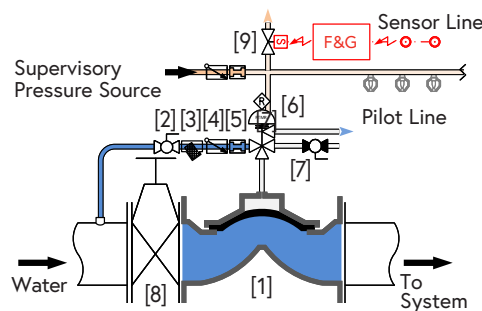 Sensor Line
[9]
S
F&G
Supervisory
Pressure Source
R
[6]
Pilot Line
[2] [3] [4] [5]
[7]
Water
[8]
[1]
To
System